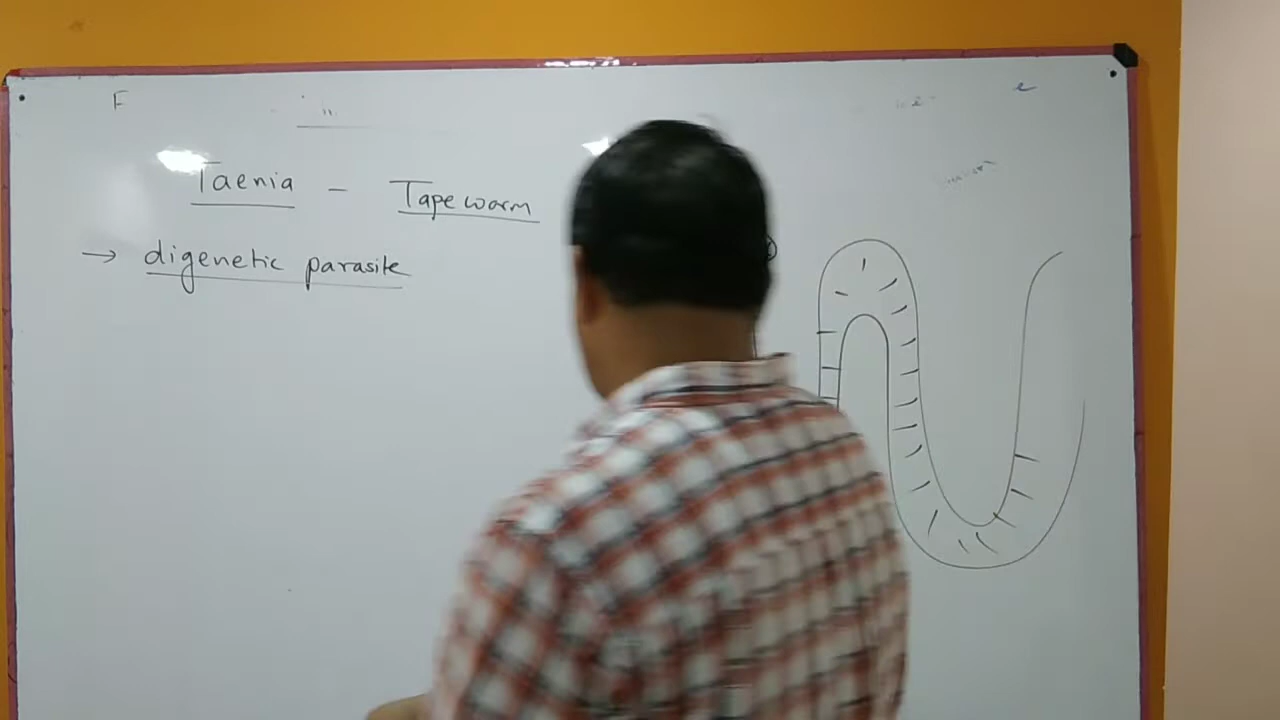 F
e
Taenia - Tapeworm
→ digenetic parasite